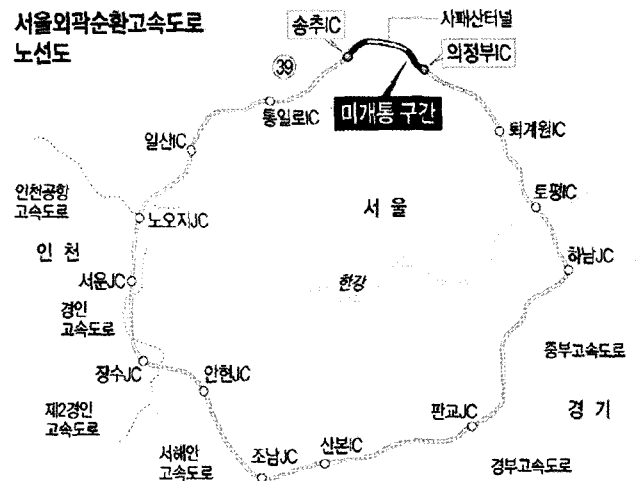 서울외곽순환고속도로
노선도
송추IC
사패산터널
의정부IC
39
미개통 구간
통일로IC
퇴계원IC
일산IC
인천공항
고속도로
토평IC
노오지JC
서울
인천
하남JC
서운JC
한강
경인
고속도로
중부고속도로
장수JC
안현JC
제2경인
고속도로
판교JC
경기
서해안
고속도로
조남JC
산본IC
경부고속도로